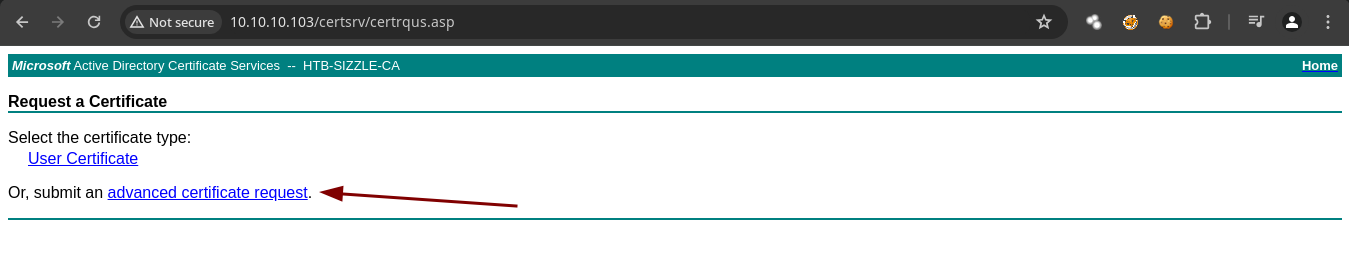 Not secure 10.10.10.103/certsrv/certrqus.asp
Microsoft Active Directory Certificate Services -- HTB-SIZZLE-CA Home
Request a Certificate
Select the certificate type:
User Certificate
Or, submit an advanced certificate request.